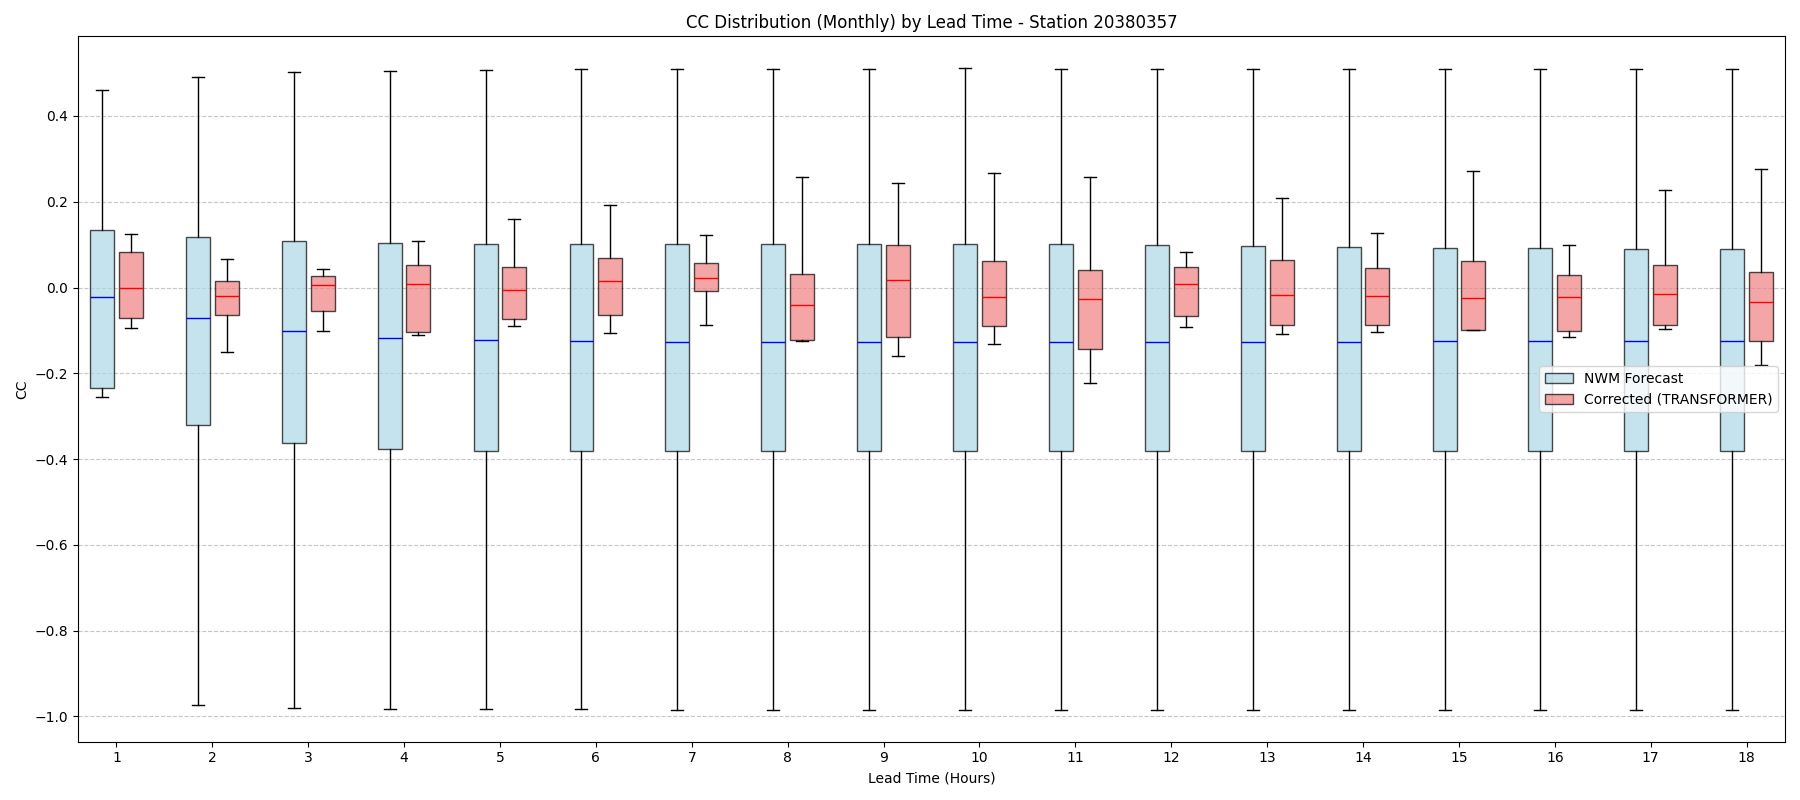 CC Distribution (Monthly) by Lead Time - Station 20380357
CC
0.4
0.2
0.0
−0.2
−0.4
−0.6
−0.8
−1.0
NWM Forecast
Corrected (TRANSFORMER)
1 2 3 4 5 6 7 8 9 10 11 12 13 14 15 16 17 18
Lead Time (Hours)